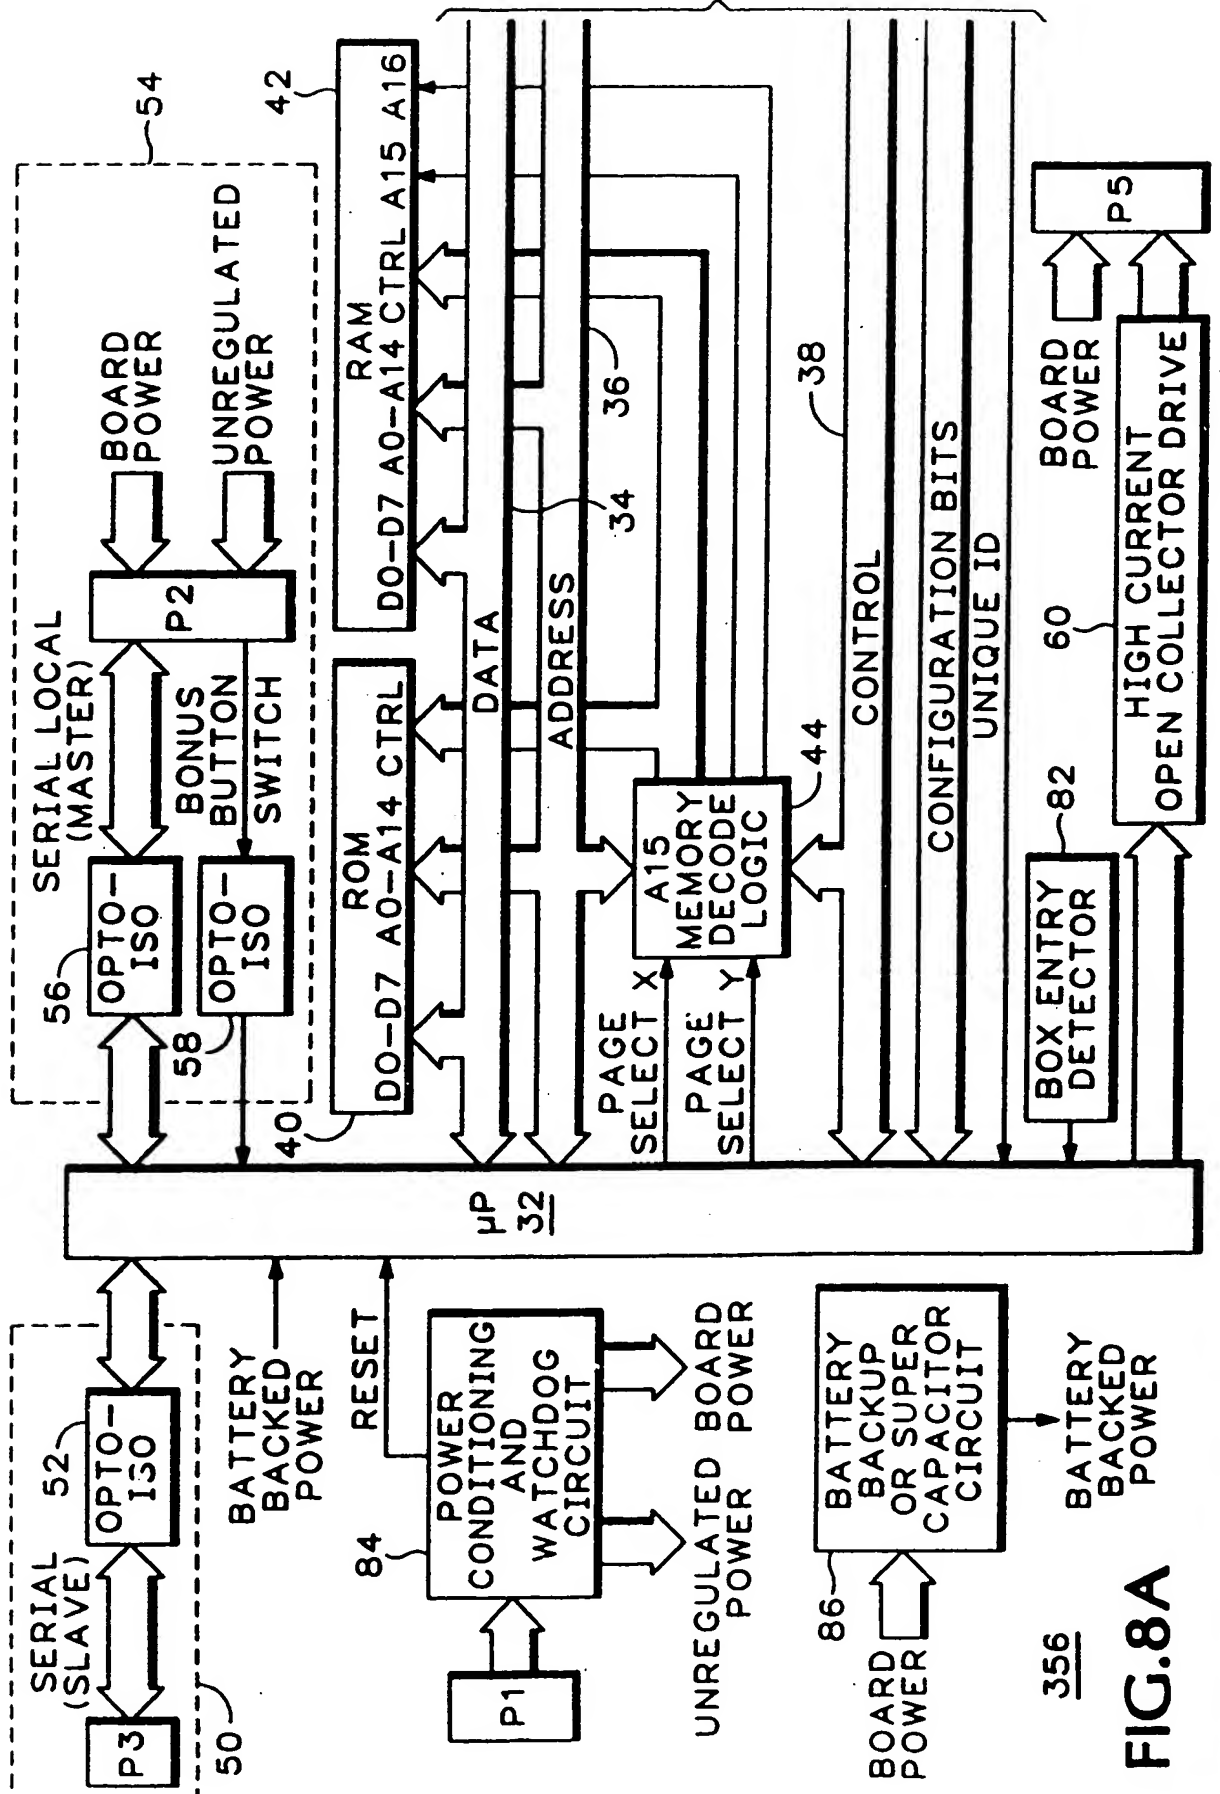 P3
SERIAL
(SLAVE)
OPTO-
ISO
52
50
BATTERY
BACKED
POWER
RESET
P1
84
POWER
CONDITIONING
AND
WATCHDOG
CIRCUIT
UNREGULATED BOARD
POWER POWER
BOARD
POWER
86
BATTERY
BACKUP
OR SUPER
CAPACITOR
CIRCUIT
BATTERY
BACKED
POWER
µP
32
54
SERIAL LOCAL
(MASTER)
56
OPTO-
ISO
58
OPTO-
ISO
BONUS
BUTTON
SWITCH
P2
BOARD
POWER
UNREGULATED
POWER
40
ROM
DO-D7 A0-A14 CTRL
42
RAM
DO-D7 A0-A14 CTRL A15 A16
DATA
34
ADDRESS
36
PAGE
SELECT X
PAGE
SELECT Y
A15
MEMORY
DECODE
LOGIC
44
38
CONTROL
CONFIGURATION BITS
UNIQUE ID
BOX ENTRY
DETECTOR
82
60
HIGH CURRENT
OPEN COLLECTOR DRIVE
BOARD
POWER
P5
356
FIG.8A